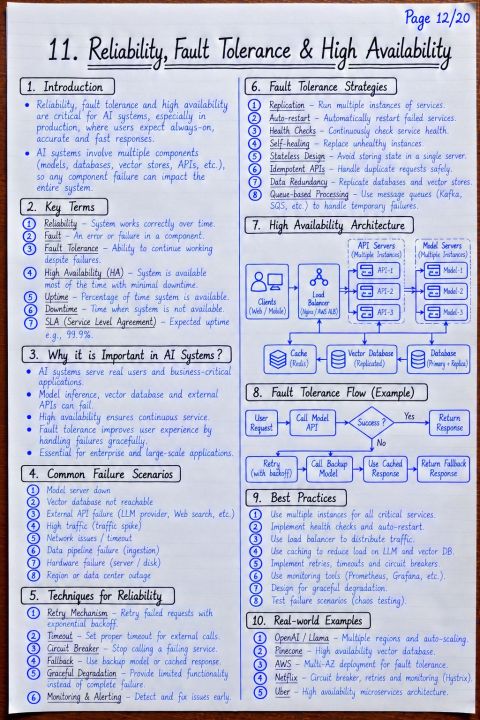 Page 12/20
11. Reliability, Fault Tolerance & High Availability
1. Introduction
• Reliability, fault tolerance and high availability
are critical for AI systems, especially in
production, where users expect always-on,
accurate and fast responses.
• AI systems involve multiple components
(models, databases, vector stores, APIs, etc.),
so any component failure can impact the
entire system.
2. Key Terms
1 Reliability – System works correctly over time.
2 Fault – An error or failure in a component.
3 Fault Tolerance – Ability to continue working
despite failures.
4 High Availability (HA) – System is available
most of the time with minimal downtime.
5 Uptime – Percentage of time system is available.
6 Downtime – Time when system is not available.
7 SLA (Service Level Agreement) – Expected uptime
e.g., 99.9%.
3. Why it is Important in AI Systems?
• AI systems serve real users and business-critical
applications.
• Model inference, vector database and external
APIs can fail.
• High availability ensures continuous service.
• Fault tolerance improves user experience by
handling failures gracefully.
• Essential for enterprise and large-scale applications.
4. Common Failure Scenarios
1 Model server down
2 Vector database not reachable
3 External API failure (LLM provider, Web search, etc.)
4 High traffic (traffic spike)
5 Network issues / timeout
6 Data pipeline failure (ingestion)
7 Hardware failure (server / disk)
8 Region or data center outage
5. Techniques for Reliability
1 Retry Mechanism – Retry failed requests with
exponential backoff.
2 Timeout – Set proper timeout for external calls.
3 Circuit Breaker – Stop calling a failing service.
4 Fallback – Use backup model or cached response.
5 Graceful Degradation – Provide limited functionality
instead of complete failure.
6 Monitoring & Alerting – Detect and fix issues early.
6. Fault Tolerance Strategies
1 Replication – Run multiple instances of services.
2 Auto-restart – Automatically restart failed services.
3 Health Checks – Continuously check service health.
4 Self-healing – Replace unhealthy instances.
5 Stateless Design – Avoid storing state in a single server.
6 Idempotent APIs – Handle duplicate requests safely.
7 Data Redundancy – Replicate databases and vector stores.
8 Queue-based Processing – Use message queues (Kafka,
SQS, etc.) to handle temporary failures.
7. High Availability Architecture
Clients
(Web / Mobile)
Load
Balancer
(Nginx / AWS ALB)
API Servers
(Multiple Instances)
API-1
API-2
API-3
Model Servers
(Multiple Instances)
Model-1
Model-2
Model-3
Cache
(Redis)
Vector Database
(Replicated)
Database
(Primary + Replica)
8. Fault Tolerance Flow (Example)
User
Request
Call Model
API
Success?
Yes
Return
Response
No
Retry
(with backoff)
Call Backup
Model
Use Cached
Response
Return Fallback
Response
9. Best Practices
1 Use multiple instances for all critical services.
2 Implement health checks and auto-restart.
3 Use load balancer to distribute traffic.
4 Use caching to reduce load on LLM and vector DB.
5 Implement retries, timeouts and circuit breakers
6 Use monitoring tools (Prometheus, Grafana, etc.).
7 Design for graceful degradation.
8 Test failure scenarios (chaos testing).
10. Real-world Examples
1 OpenAI / Llama – Multiple regions and auto-scaling.
2 Pinecone – High availability vector database.
3 AWS – Multi-AZ deployment for fault tolerance.
4 Netflix – Circuit breaker, retries and monitoring (Hystrix).
5 Uber – High availability microservices architecture.